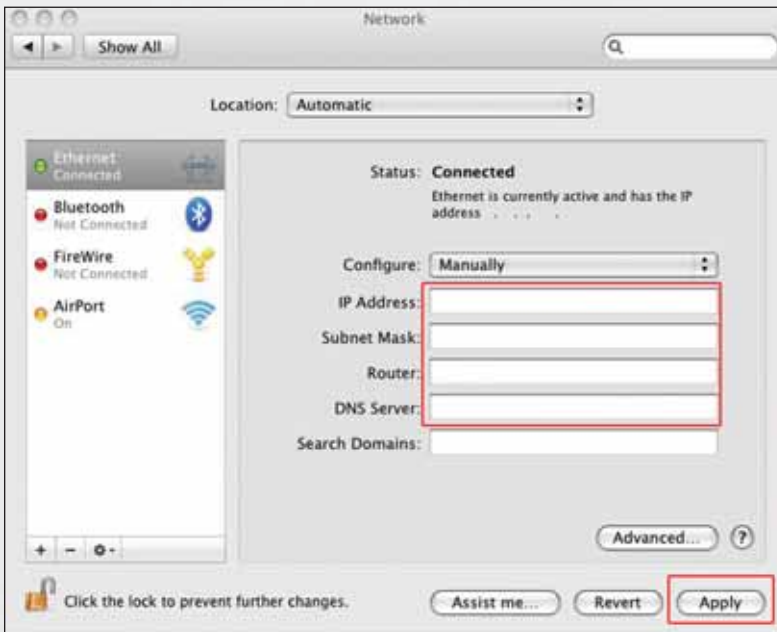 Network
Show All
Location: Automatic
Ethernet
Connected
Status: Connected
Ethernet is currently active and has the IP
address . . . .
Bluetooth
Not Connected
FireWire
Not Connected
AirPort
On
Configure: Manually
IP Address:
Subnet Mask:
Router:
DNS Server:
Search Domains:
+ -
Advanced... ?
Click the lock to prevent further changes.
Assist me... Revert Apply